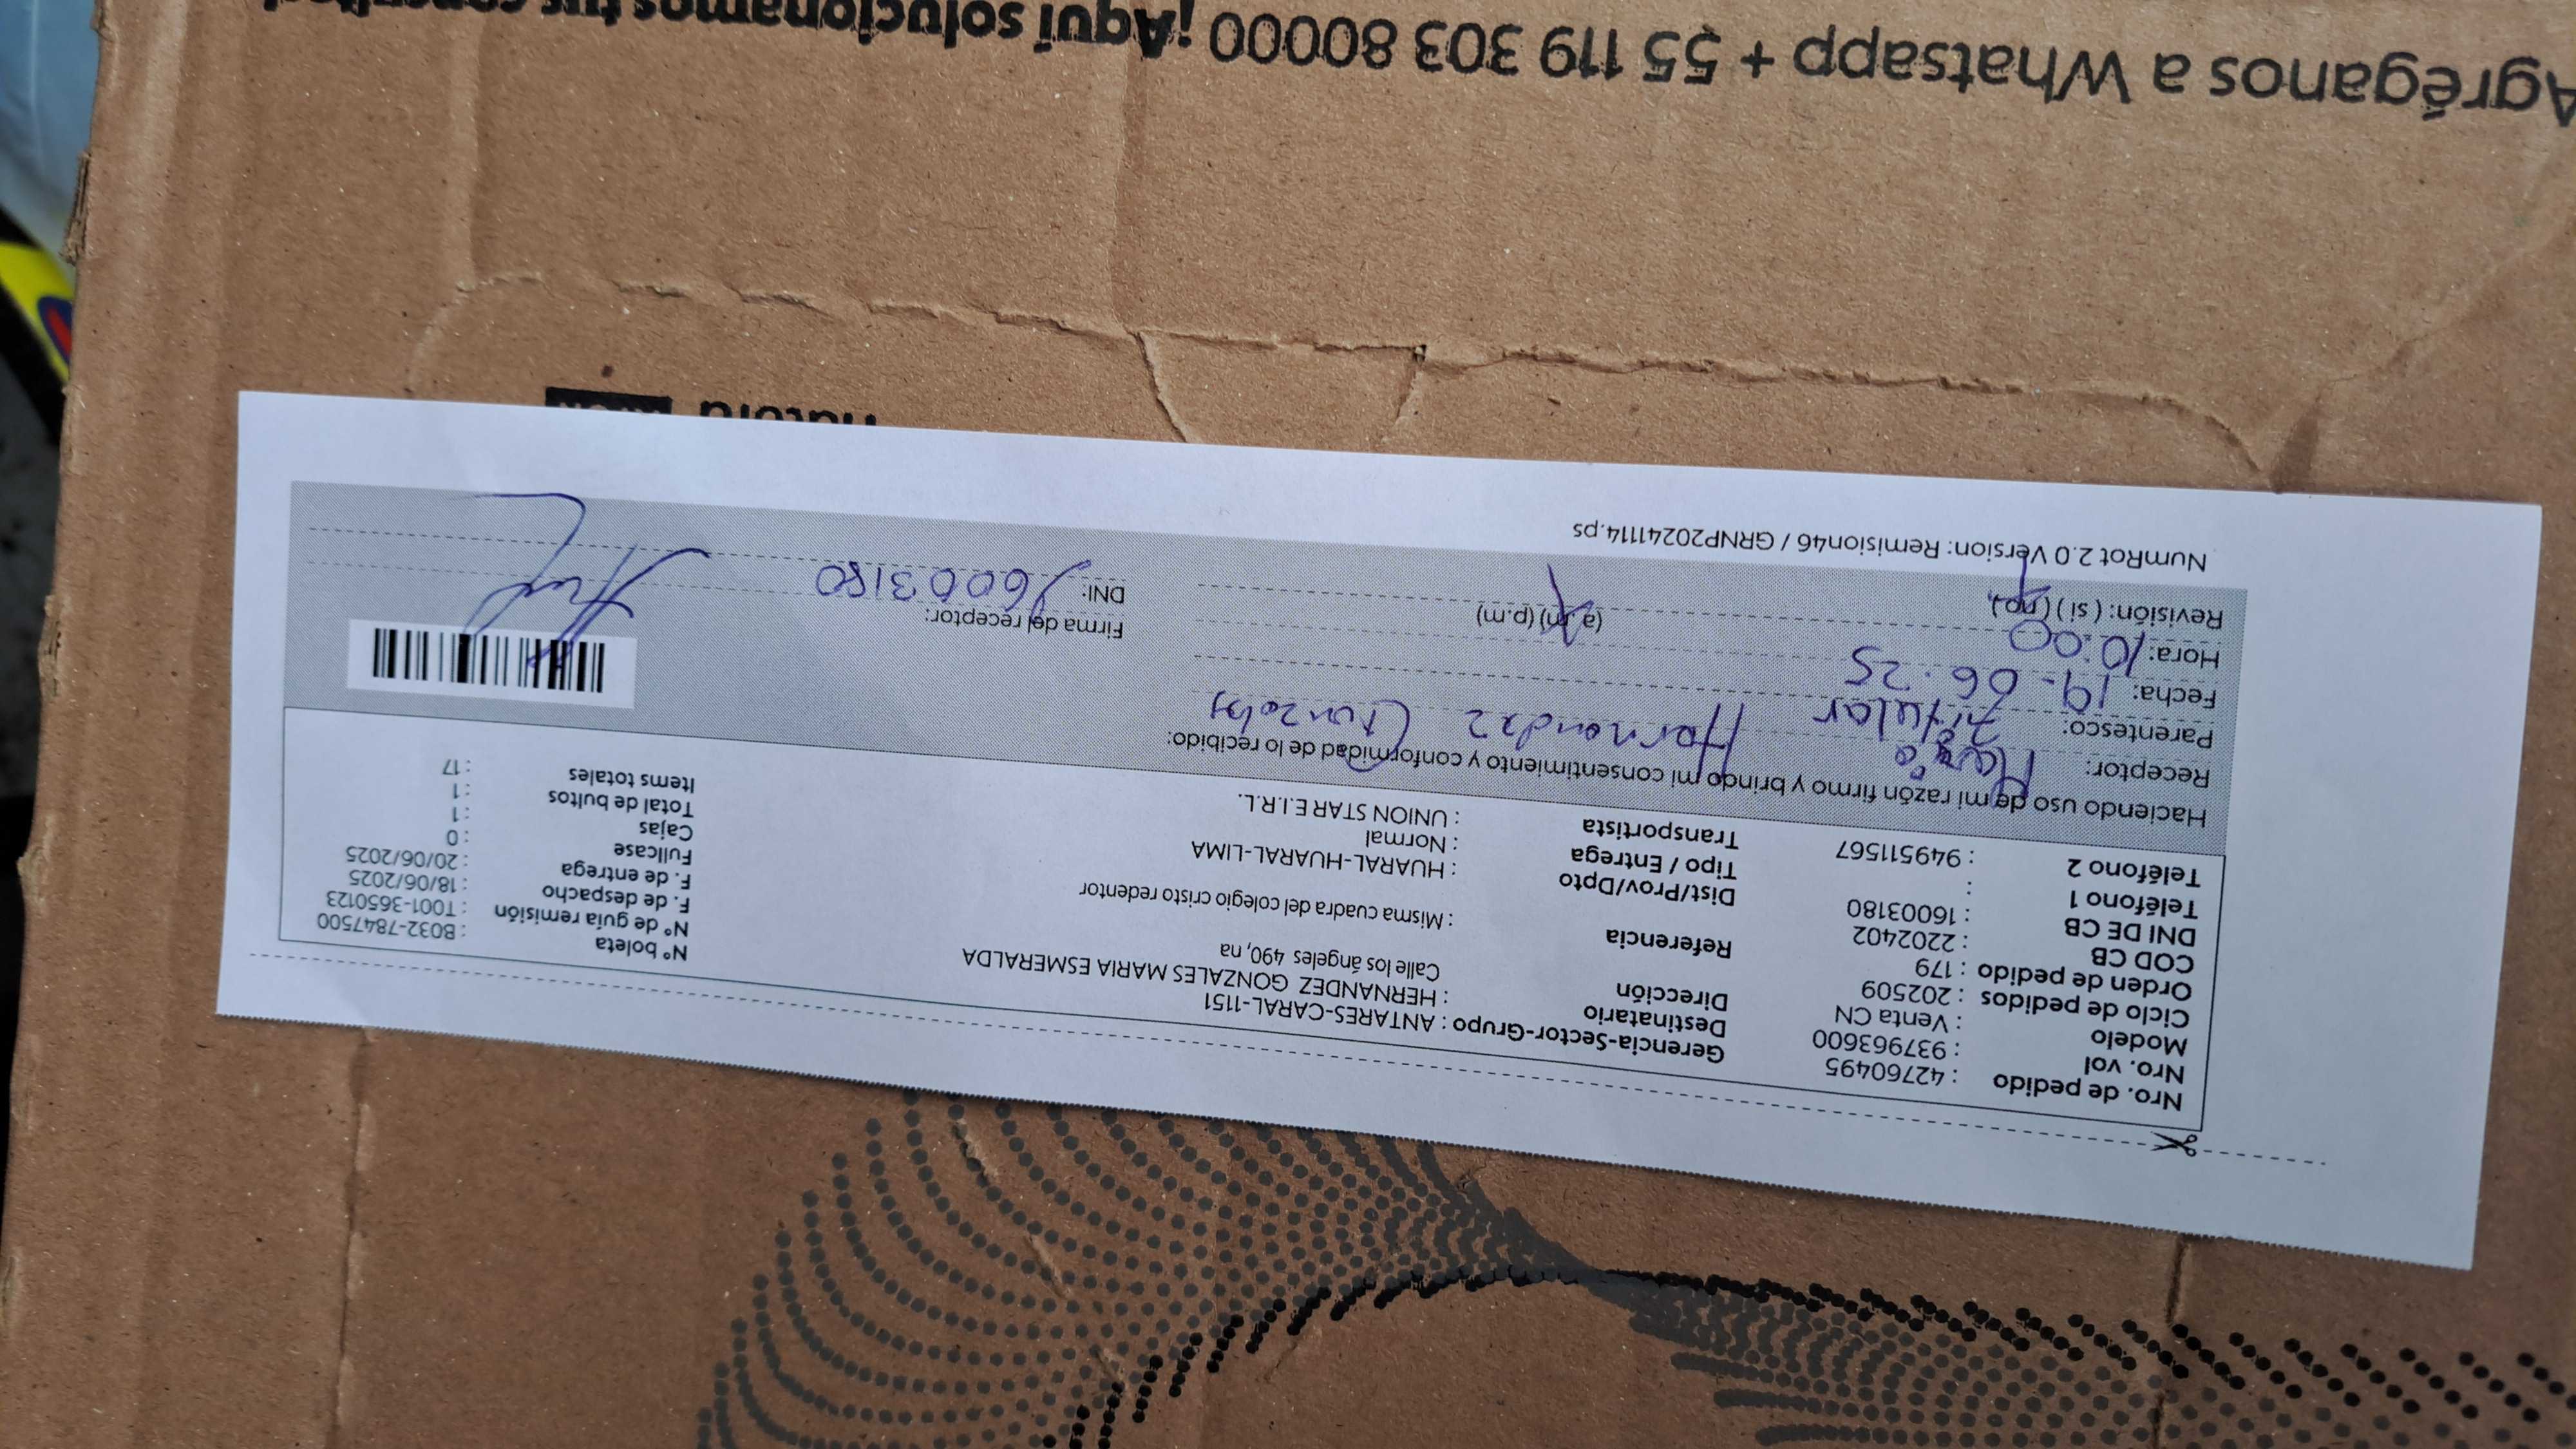 Nro. de pedido : 42760495
Nro. vol : 937963600
Modelo : Venta CN
Ciclo de pedidos : 202509
Orden de pedido : 179
COD CB : 2202402
DNI DE CB : 16003180
Teléfono 1 :
Teléfono 2 : 949511567
Gerencia-Sector-Grupo : ANTARES-CARAL-1151
Destinatario : HERNANDEZ GONZALES MARIA ESMERALDA
Dirección Calle los ángeles 490, na
Referencia : Misma cuadra del colegio cristo redentor
Dist/Prov/Dpto : HUARAL-HUARAL-LIMA
Tipo / Entrega : Normal
Transportista : UNION STAR E.I.R.L.
N° boleta : B032-7847500
N° de guía remisión : T001-3650123
F. de despacho : 18/06/2025
F. de entrega : 20/06/2025
Fullcase : 0
Cajas : 1
Total de bultos : 1
Items totales : 17
Haciendo uso de mi razón firmo y brindo mi consentimiento y conformidad de lo recibido:
Receptor:
Parentesco: Titular
Fecha: 19-06-25
Hora: 10:00 (a.m) (p.m)
Revisión: (si) (no)
Firma del receptor:
DNI: 16003180
NumRot 2.0 Version: Remision46 / GRNP20241114.ps
natura
Agréganos a Whatsapp + 55 119 303 80000 ¡Aquí solucionamos tus consultas!